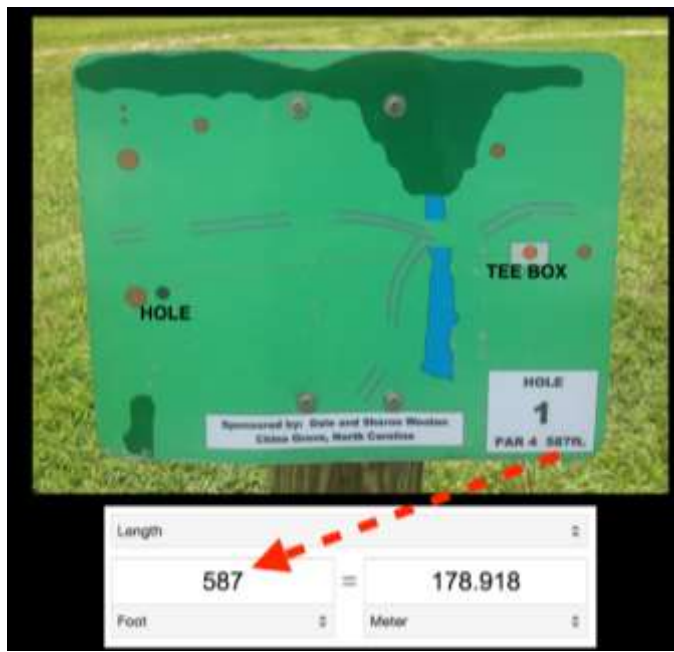 TEE BOX
HOLE
HOLE
1
PAR 4 587ft.
Sponsored by: Dale and Sharon Wooten
China Grove, North Carolina
Length
587 = 178.918
Foot Meter